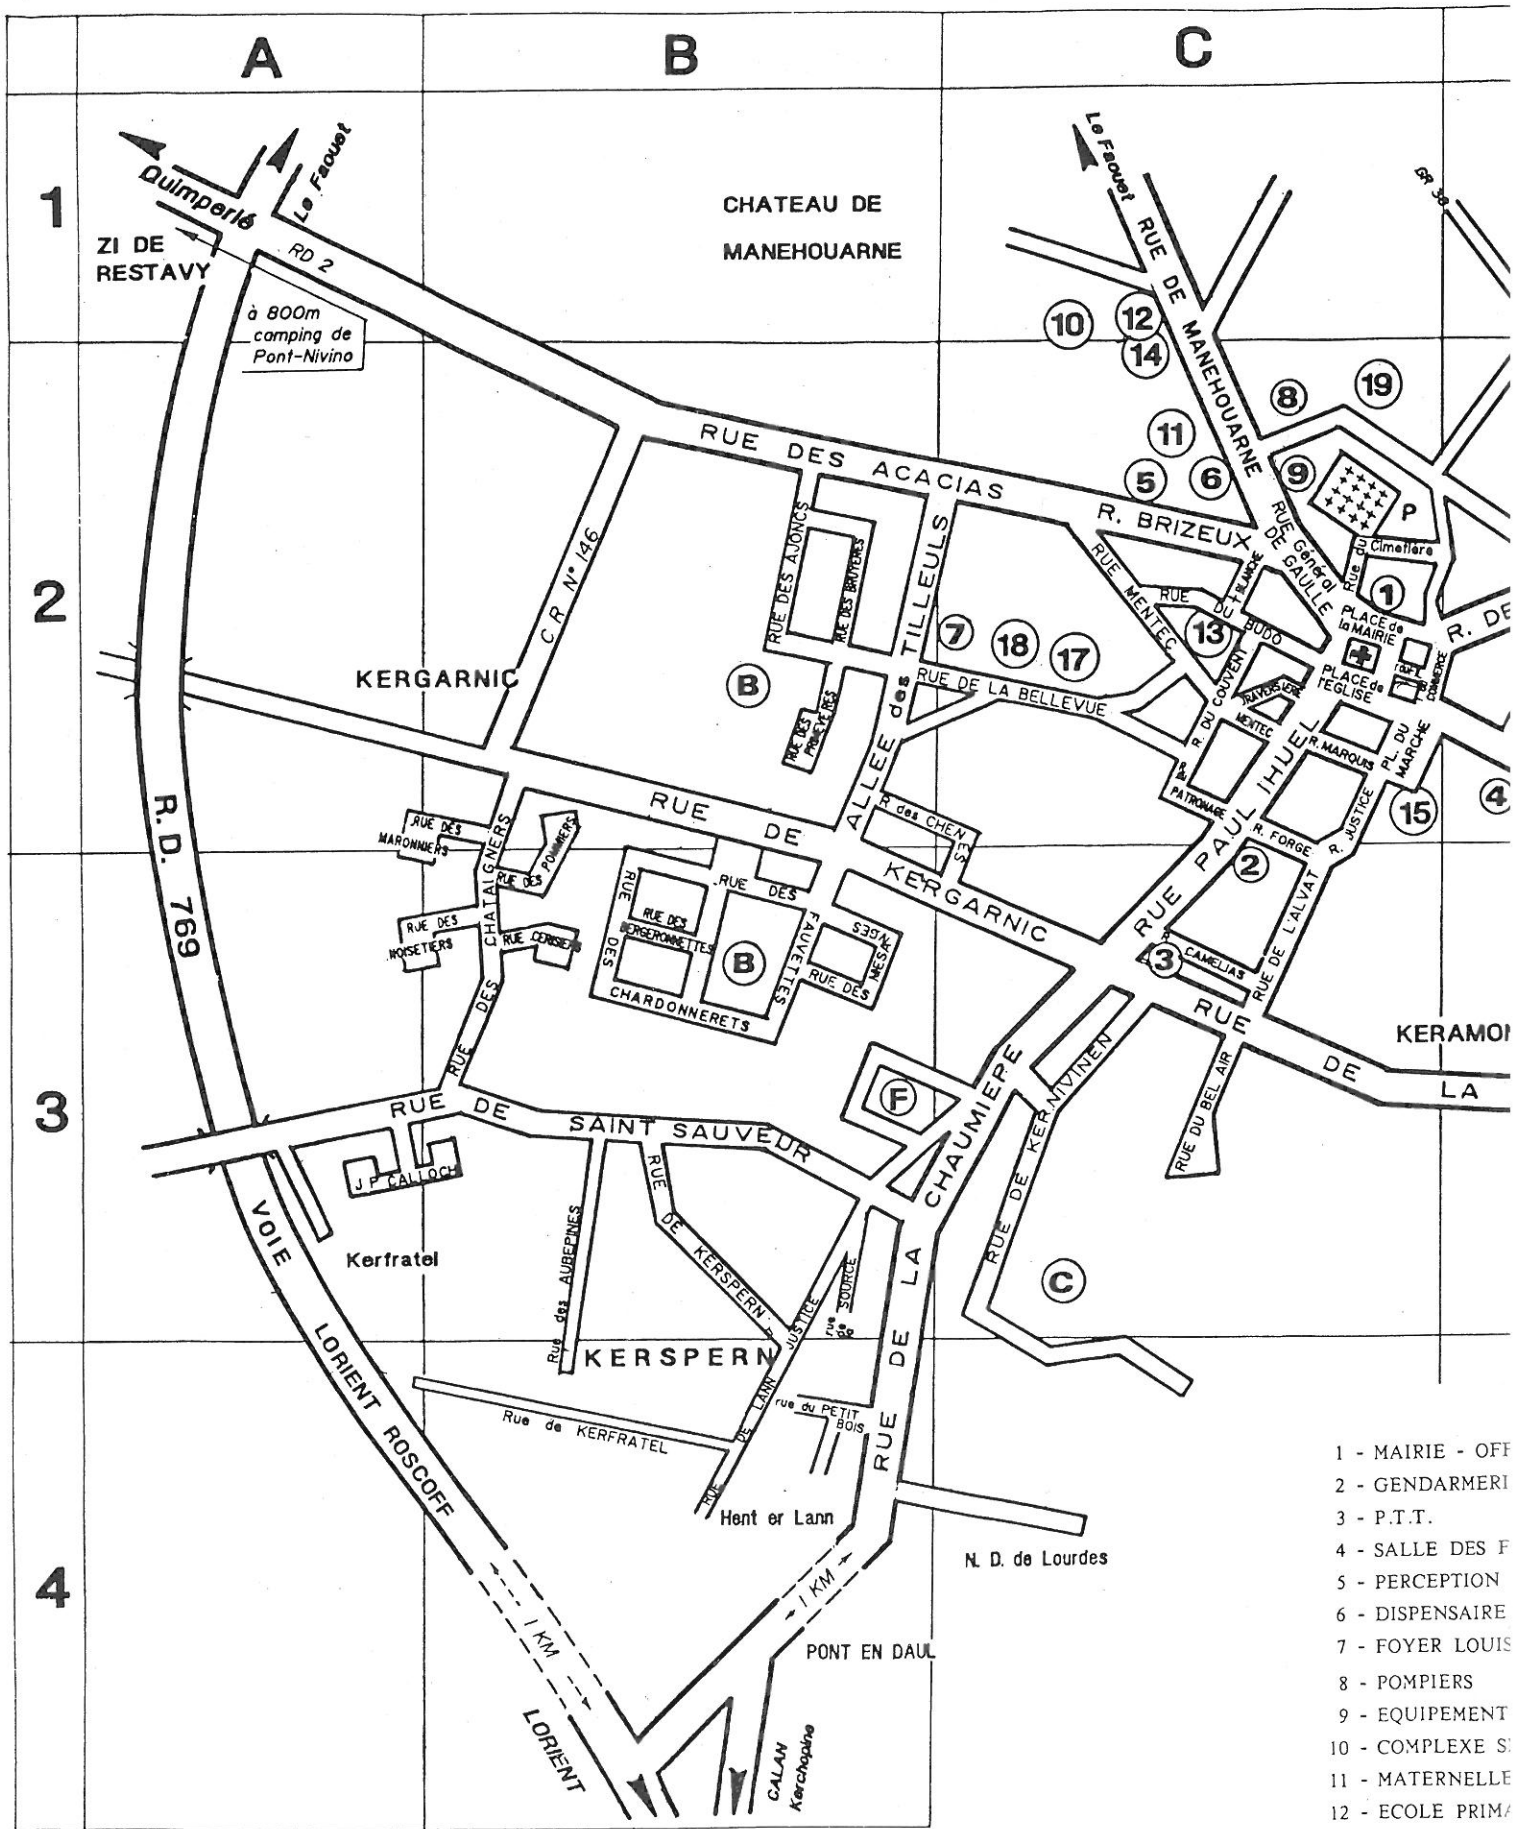 A
B
C
1
Quimperlé
Le Faouet
ZI DE
RESTAVY
RD 2
à 800m
camping de
Pont-Nivino
CHATEAU DE
MANEHOUARNE
Le Faouet
RUE DE MANEHOUARNE
GR 38
10
12
14
8
19
11
5
6
9
P
2
RUE DES ACACIAS
R. BRIZEUX
RUE Général
DE GAULLE
Rue du Cimetière
1
C R N° 146
RUE DES AJONCS
RUE DES BRUYERES
ALLEE des TILLEULS
RUE MENTEC
BLANCHE
RUE DU BUDO
PLACE de
la MAIRIE
R. DE
7
18
17
13
KERGARNIC
B
RUE DE LA BELLEVUE
R. DU COUVENT
TRAVERSIERE
MENTEC
PLACE de
l'EGLISE
COMMERCE
RUE DES
PRIMEVERES
R. MARQUIS
PL. DU
MARCHE
R. du
PATRONAGE
R.D. 769
RUE DES
MARONNIERS
RUE DES POMMIERS
RUE DE KERGARNIC
R des CHENES
RUE PAUL IHUEL
R. FORGE
R. JUSTICE
15
4
2
3
RUE DES CHATAIGNERS
RUE DES
NOISETIERS
RUE CERISIERS
RUE DES
BERGERONNETTES
RUE DES CHARDONNERETS
RUE DES FAUVETTES
RUE DES MESANGES
B
R. CAMELIAS
3
RUE DE L'ALVAT
RUE DE LA
KERAMON
RUE DE SAINT SAUVEUR
F
RUE DE LA CHAUMIERE
RUE DE KERNIVINEN
RUE DU BEL AIR
J P CALLOCH
VOIE LORIENT ROSCOFF
Kerfratel
Rue des AUBEPINES
RUE DE KERSPERN
RUE DE LANN JUSTICE
rue de la SOURCE
C
4
KERSPERN
Rue de KERFRATEL
rue du PETIT
BOIS
Hent er Lann
N. D. de Lourdes
1 KM
1 KM
PONT EN DAUL
LORIENT
CALAN
Kerchopine
1 - MAIRIE - OFF
2 - GENDARMERI
3 - P.T.T.
4 - SALLE DES F
5 - PERCEPTION
6 - DISPENSAIRE
7 - FOYER LOUIS
8 - POMPIERS
9 - EQUIPEMENT
10 - COMPLEXE S
11 - MATERNELLE
12 - ECOLE PRIMA